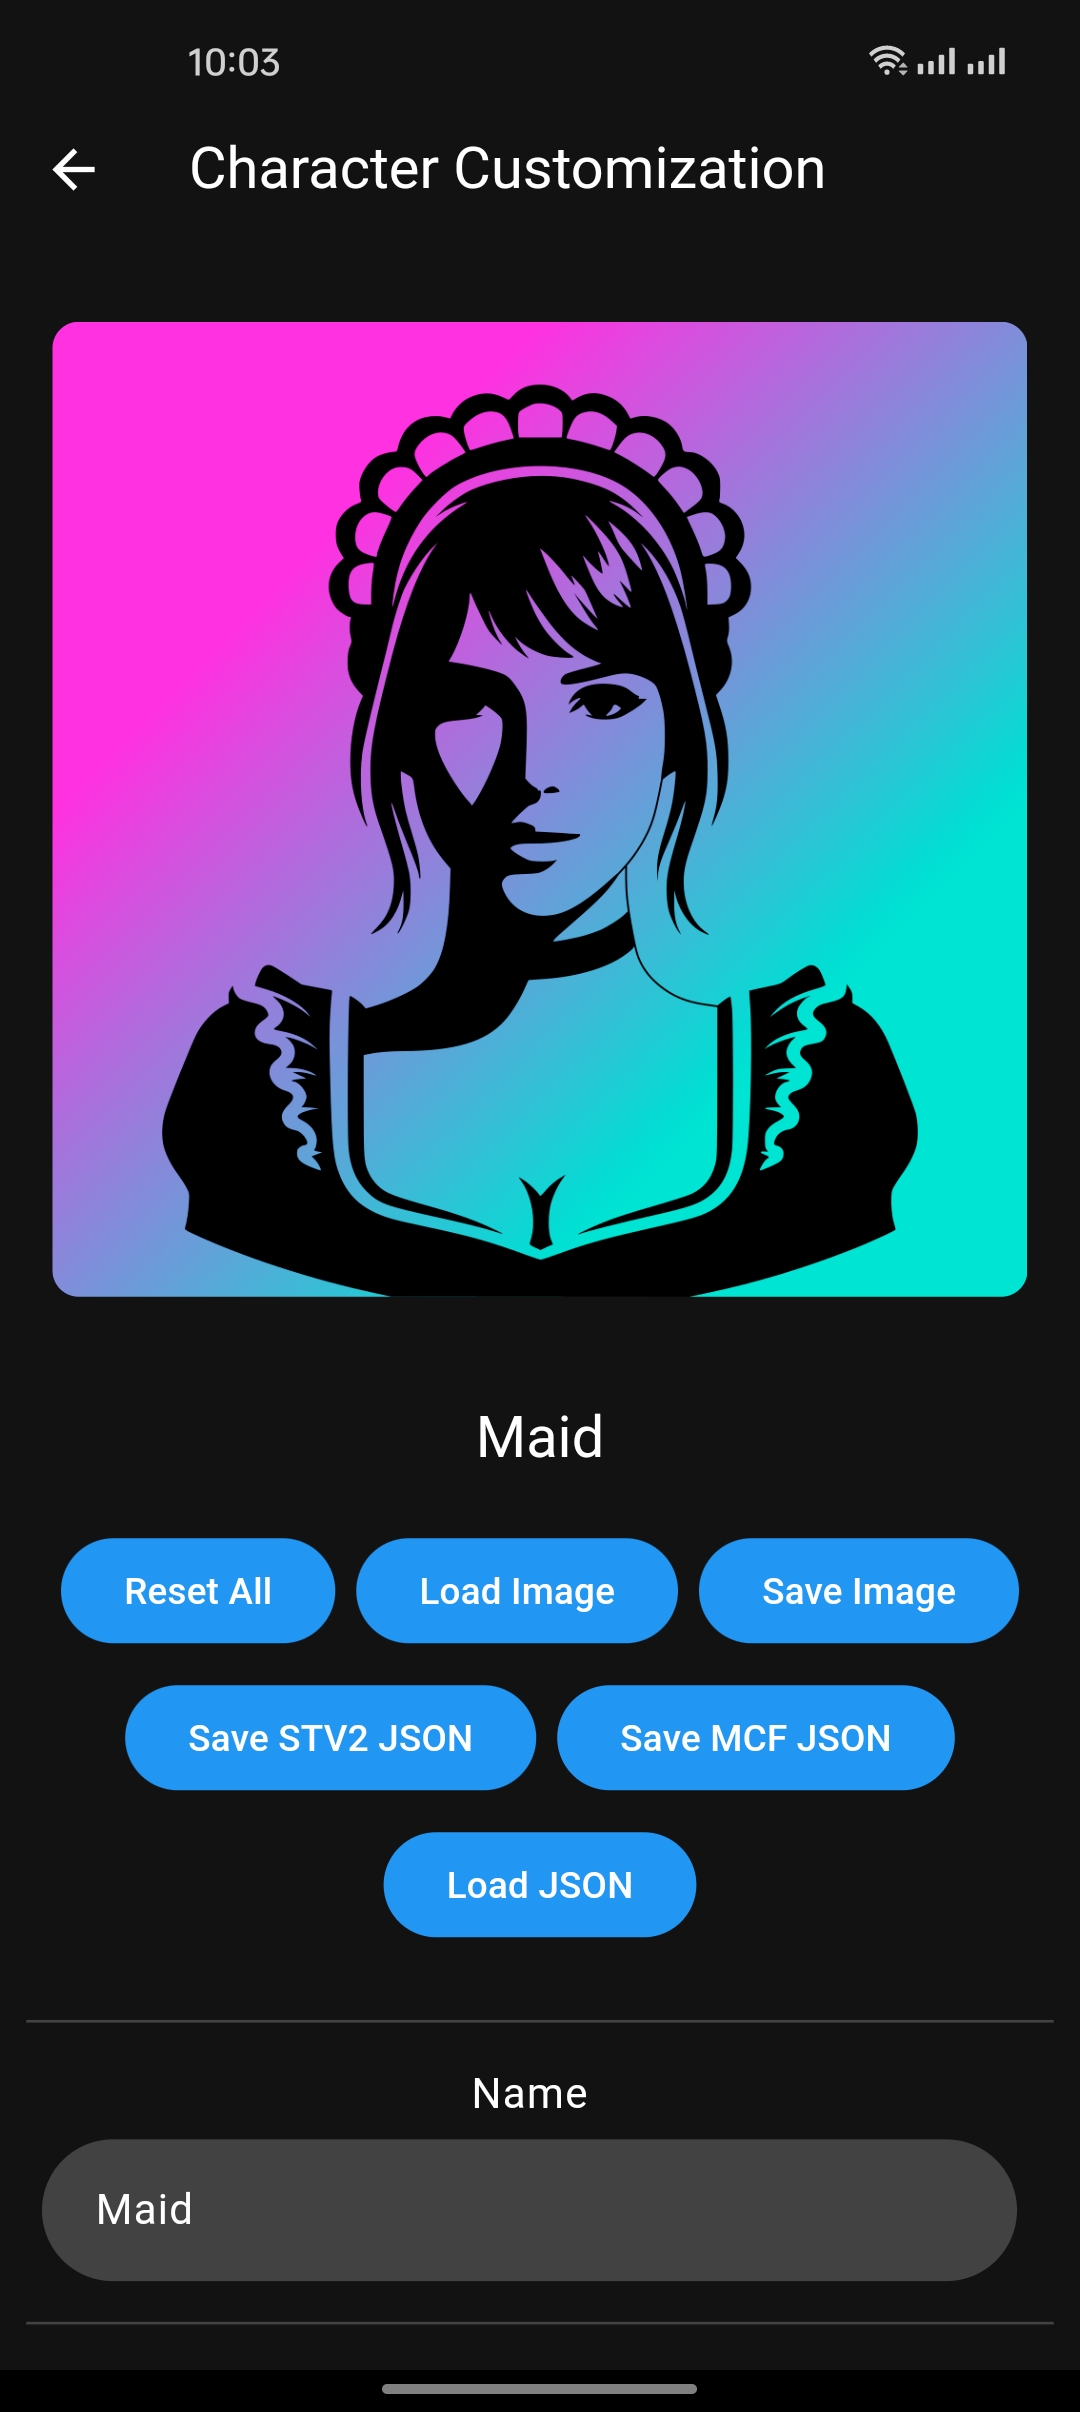 10:03
Character Customization
Maid
Reset All
Load Image
Save Image
Save STV2 JSON
Save MCF JSON
Load JSON
Name
Maid